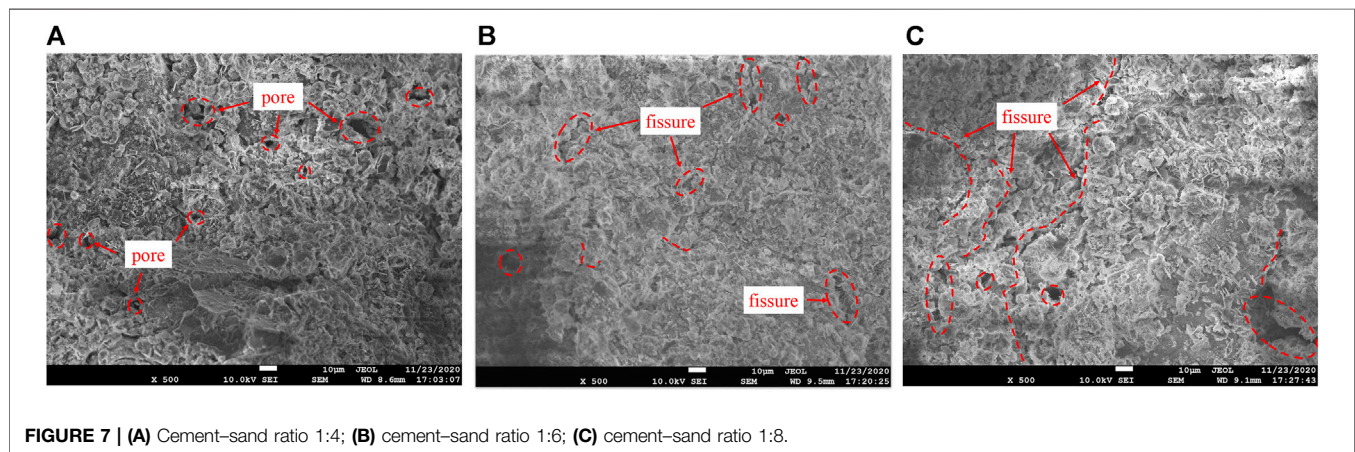 A
pore
pore
10μm JEOL 11/23/2020
X 500 10.0kV SEI SEM WD 8.6mm 17:03:07
B
fissure
fissure
10μm JEOL 11/23/2020
X 500 10.0kV SEI SEM WD 9.5mm 17:20:25
C
fissure
10μm JEOL 11/23/2020
X 500 10.0kV SEI SEM WD 9.1mm 17:27:43
FIGURE 7 | (A) Cement–sand ratio 1:4; (B) cement–sand ratio 1:6; (C) cement–sand ratio 1:8.